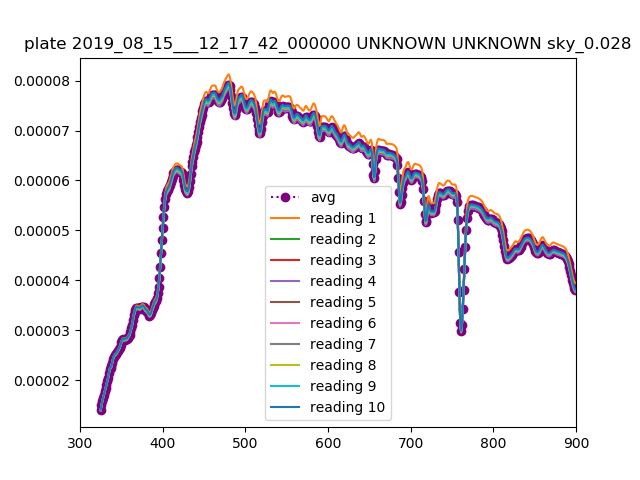 plate 2019_08_15___12_17_42_000000 UNKNOWN UNKNOWN sky_0.028
0.00008
0.00007
0.00006
0.00005
0.00004
0.00003
0.00002
avg
reading 1
reading 2
reading 3
reading 4
reading 5
reading 6
reading 7
reading 8
reading 9
reading 10
300 400 500 600 700 800 900